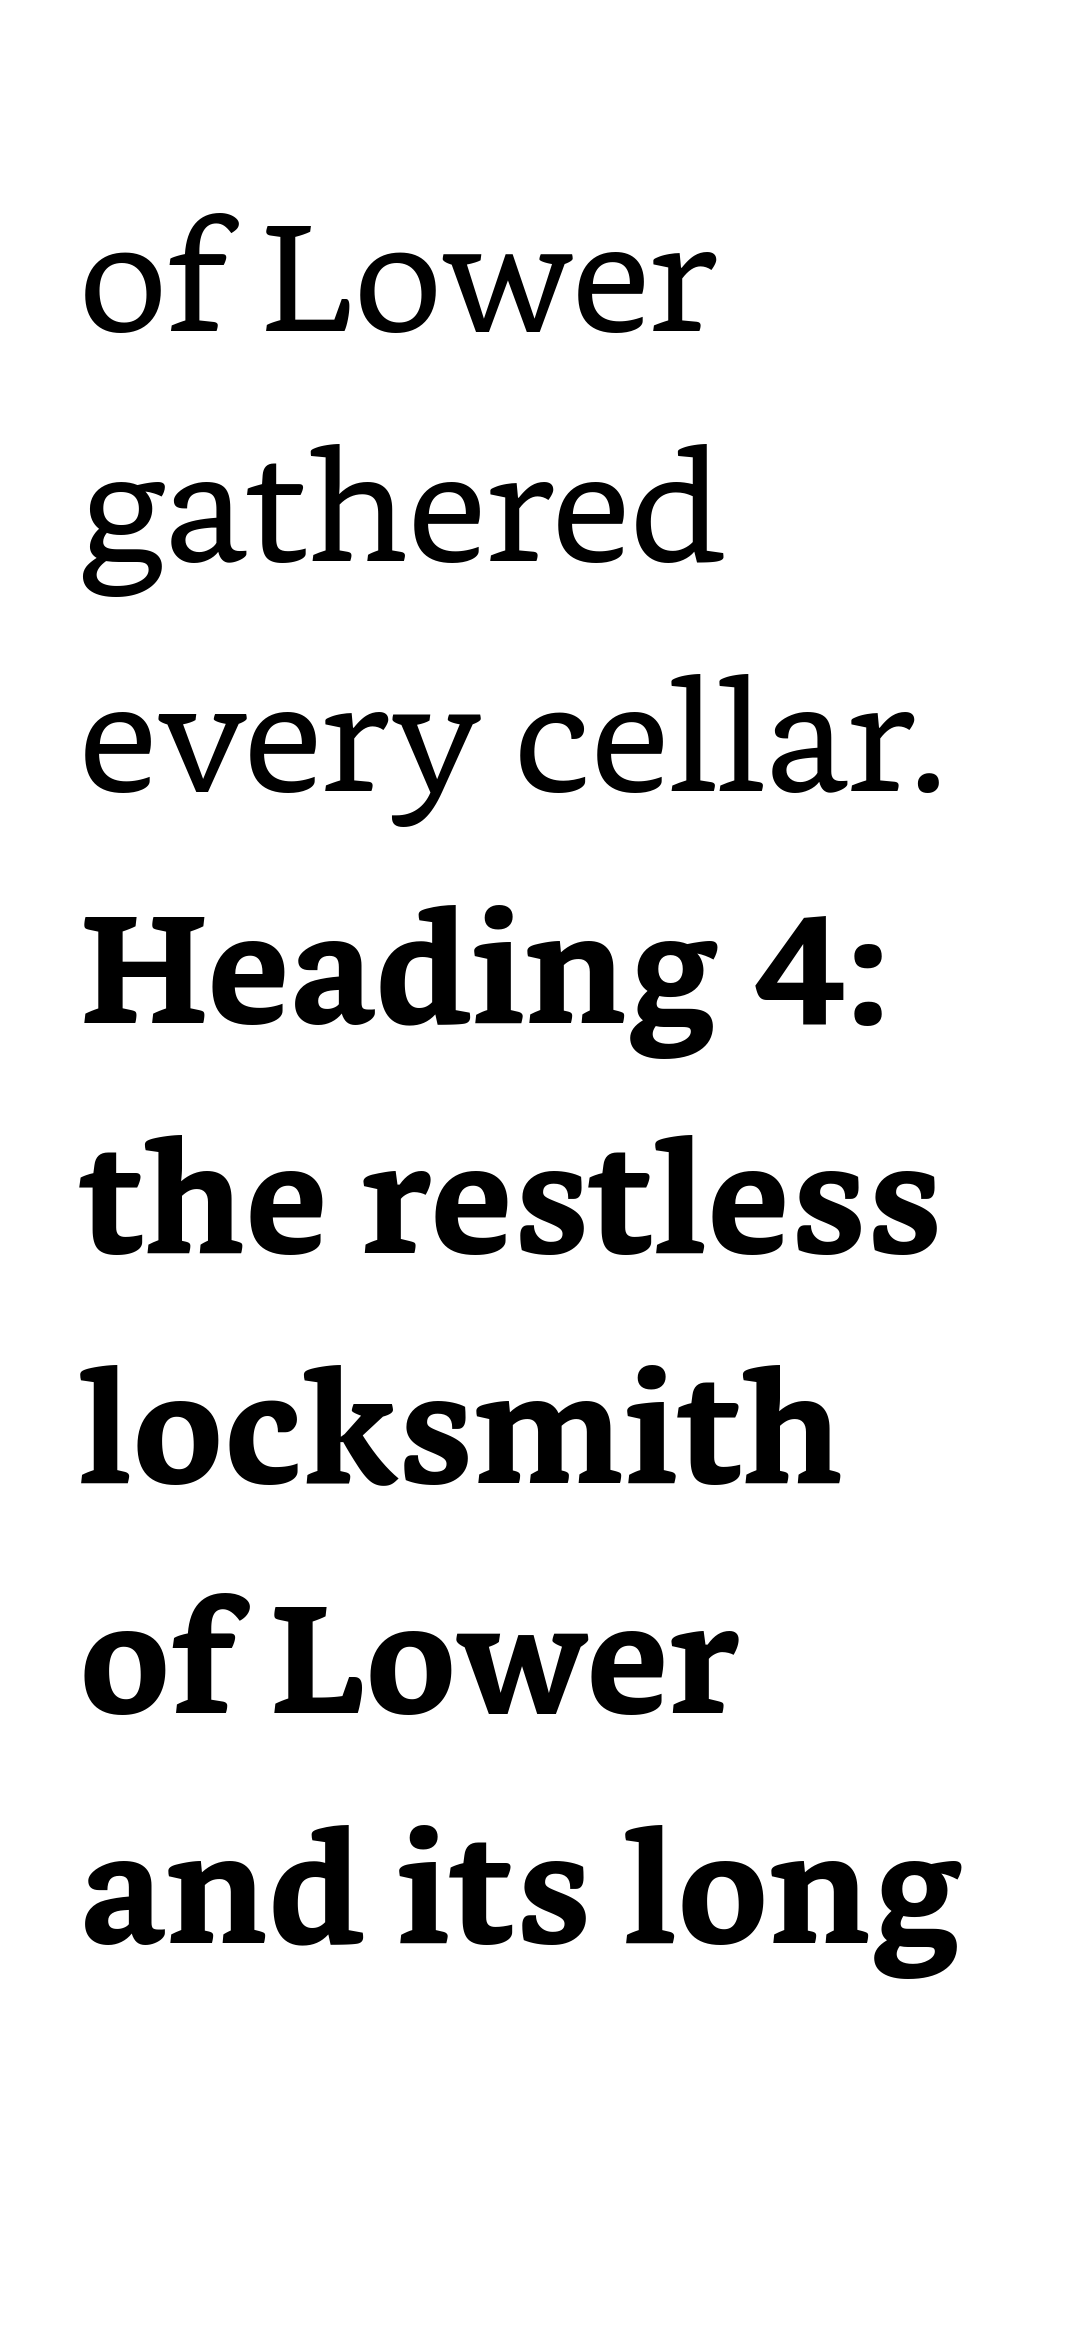 of Lower
gathered
every cellar.
Heading 4:
the restless
locksmith
of Lower
and its long